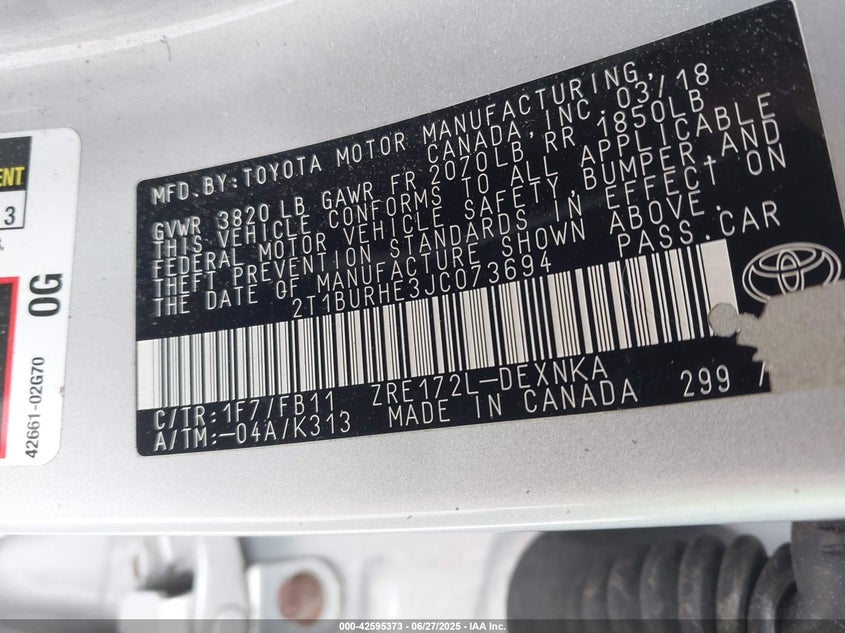 MFD.BY:TOYOTA MOTOR MANUFACTURING,
CANADA,INC. 03/18
GVWR 3820 LB GAWR FR 2070LB, RR 1850LB
THIS VEHICLE CONFORMS TO ALL APPLICABLE
FEDERAL MOTOR VEHICLE SAFETY,BUMPER AND
THEFT PREVENTION STANDARDS IN EFFECT ON
THE DATE OF MANUFACTURE SHOWN ABOVE.
2T1BURHE3JC073694 PASS.CAR
C/TR:1F7/FB11 ZRE172L-DEXNKA
A/TM:-04A/K313 MADE IN CANADA 299
3
0G
42661-02G70
000-42595373 - 06/27/2025 - IAA Inc.